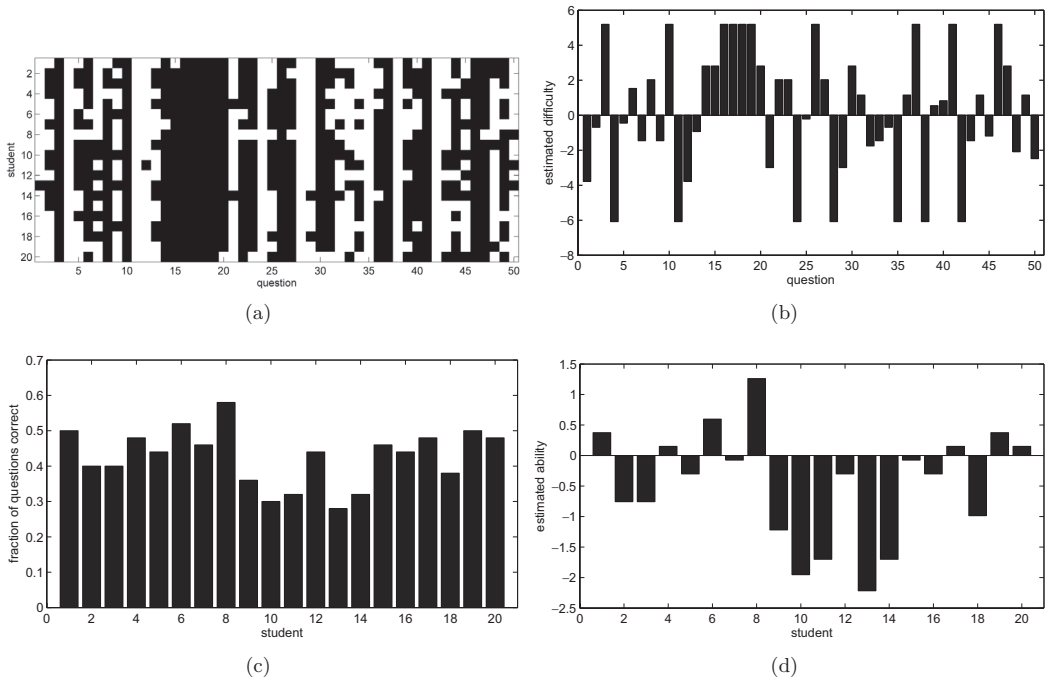 2
4
6
8
10
12
14
16
18
20
student
5 10 15 20 25 30 35 40 45 50
question
(a)
6
4
2
0
−2
−4
−6
−8
estimated difficulty
0 5 10 15 20 25 30 35 40 45 50
question
(b)
0.7
0.6
0.5
0.4
0.3
0.2
0.1
0
fraction of questions correct
0 2 4 6 8 10 12 14 16 18 20
student
(c)
1.5
1
0.5
0
−0.5
−1
−1.5
−2
−2.5
estimated ability
0 2 4 6 8 10 12 14 16 18 20
student
(d)